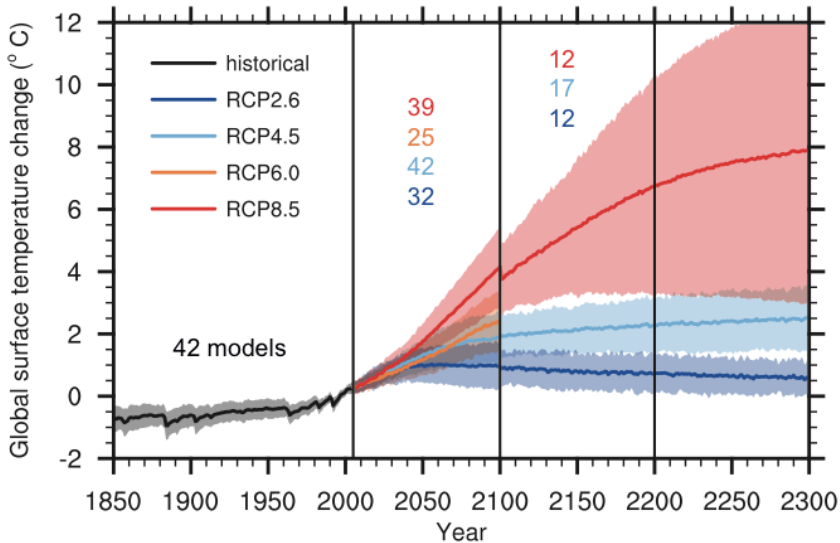 Global surface temperature change (° C)
12
10
8
6
4
2
0
-2
historical
RCP2.6
RCP4.5
RCP6.0
RCP8.5
42 models
39
25
42
32
12
17
12
1850 1900 1950 2000 2050 2100 2150 2200 2250 2300
Year